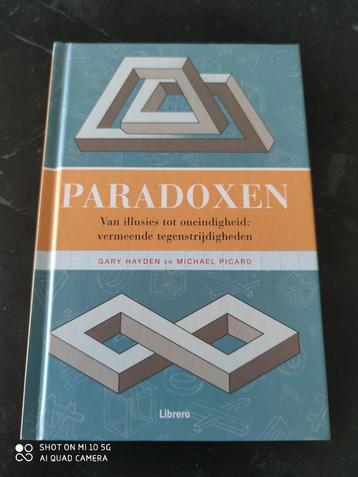 PARADOXEN
Van illusies tot oneindigheid:
vermeende tegenstrijdigheden
GARY HAYDEN EN MICHAEL PICARD
Librero
SHOT ON MI 10 5G
AI QUAD CAMERA